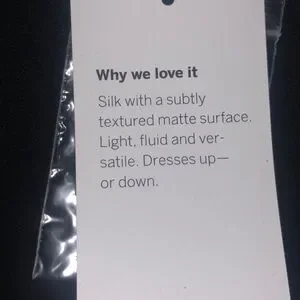 Why we love it
Silk with a subtly
textured matte surface.
Light, fluid and ver-
satile. Dresses up—
or down.